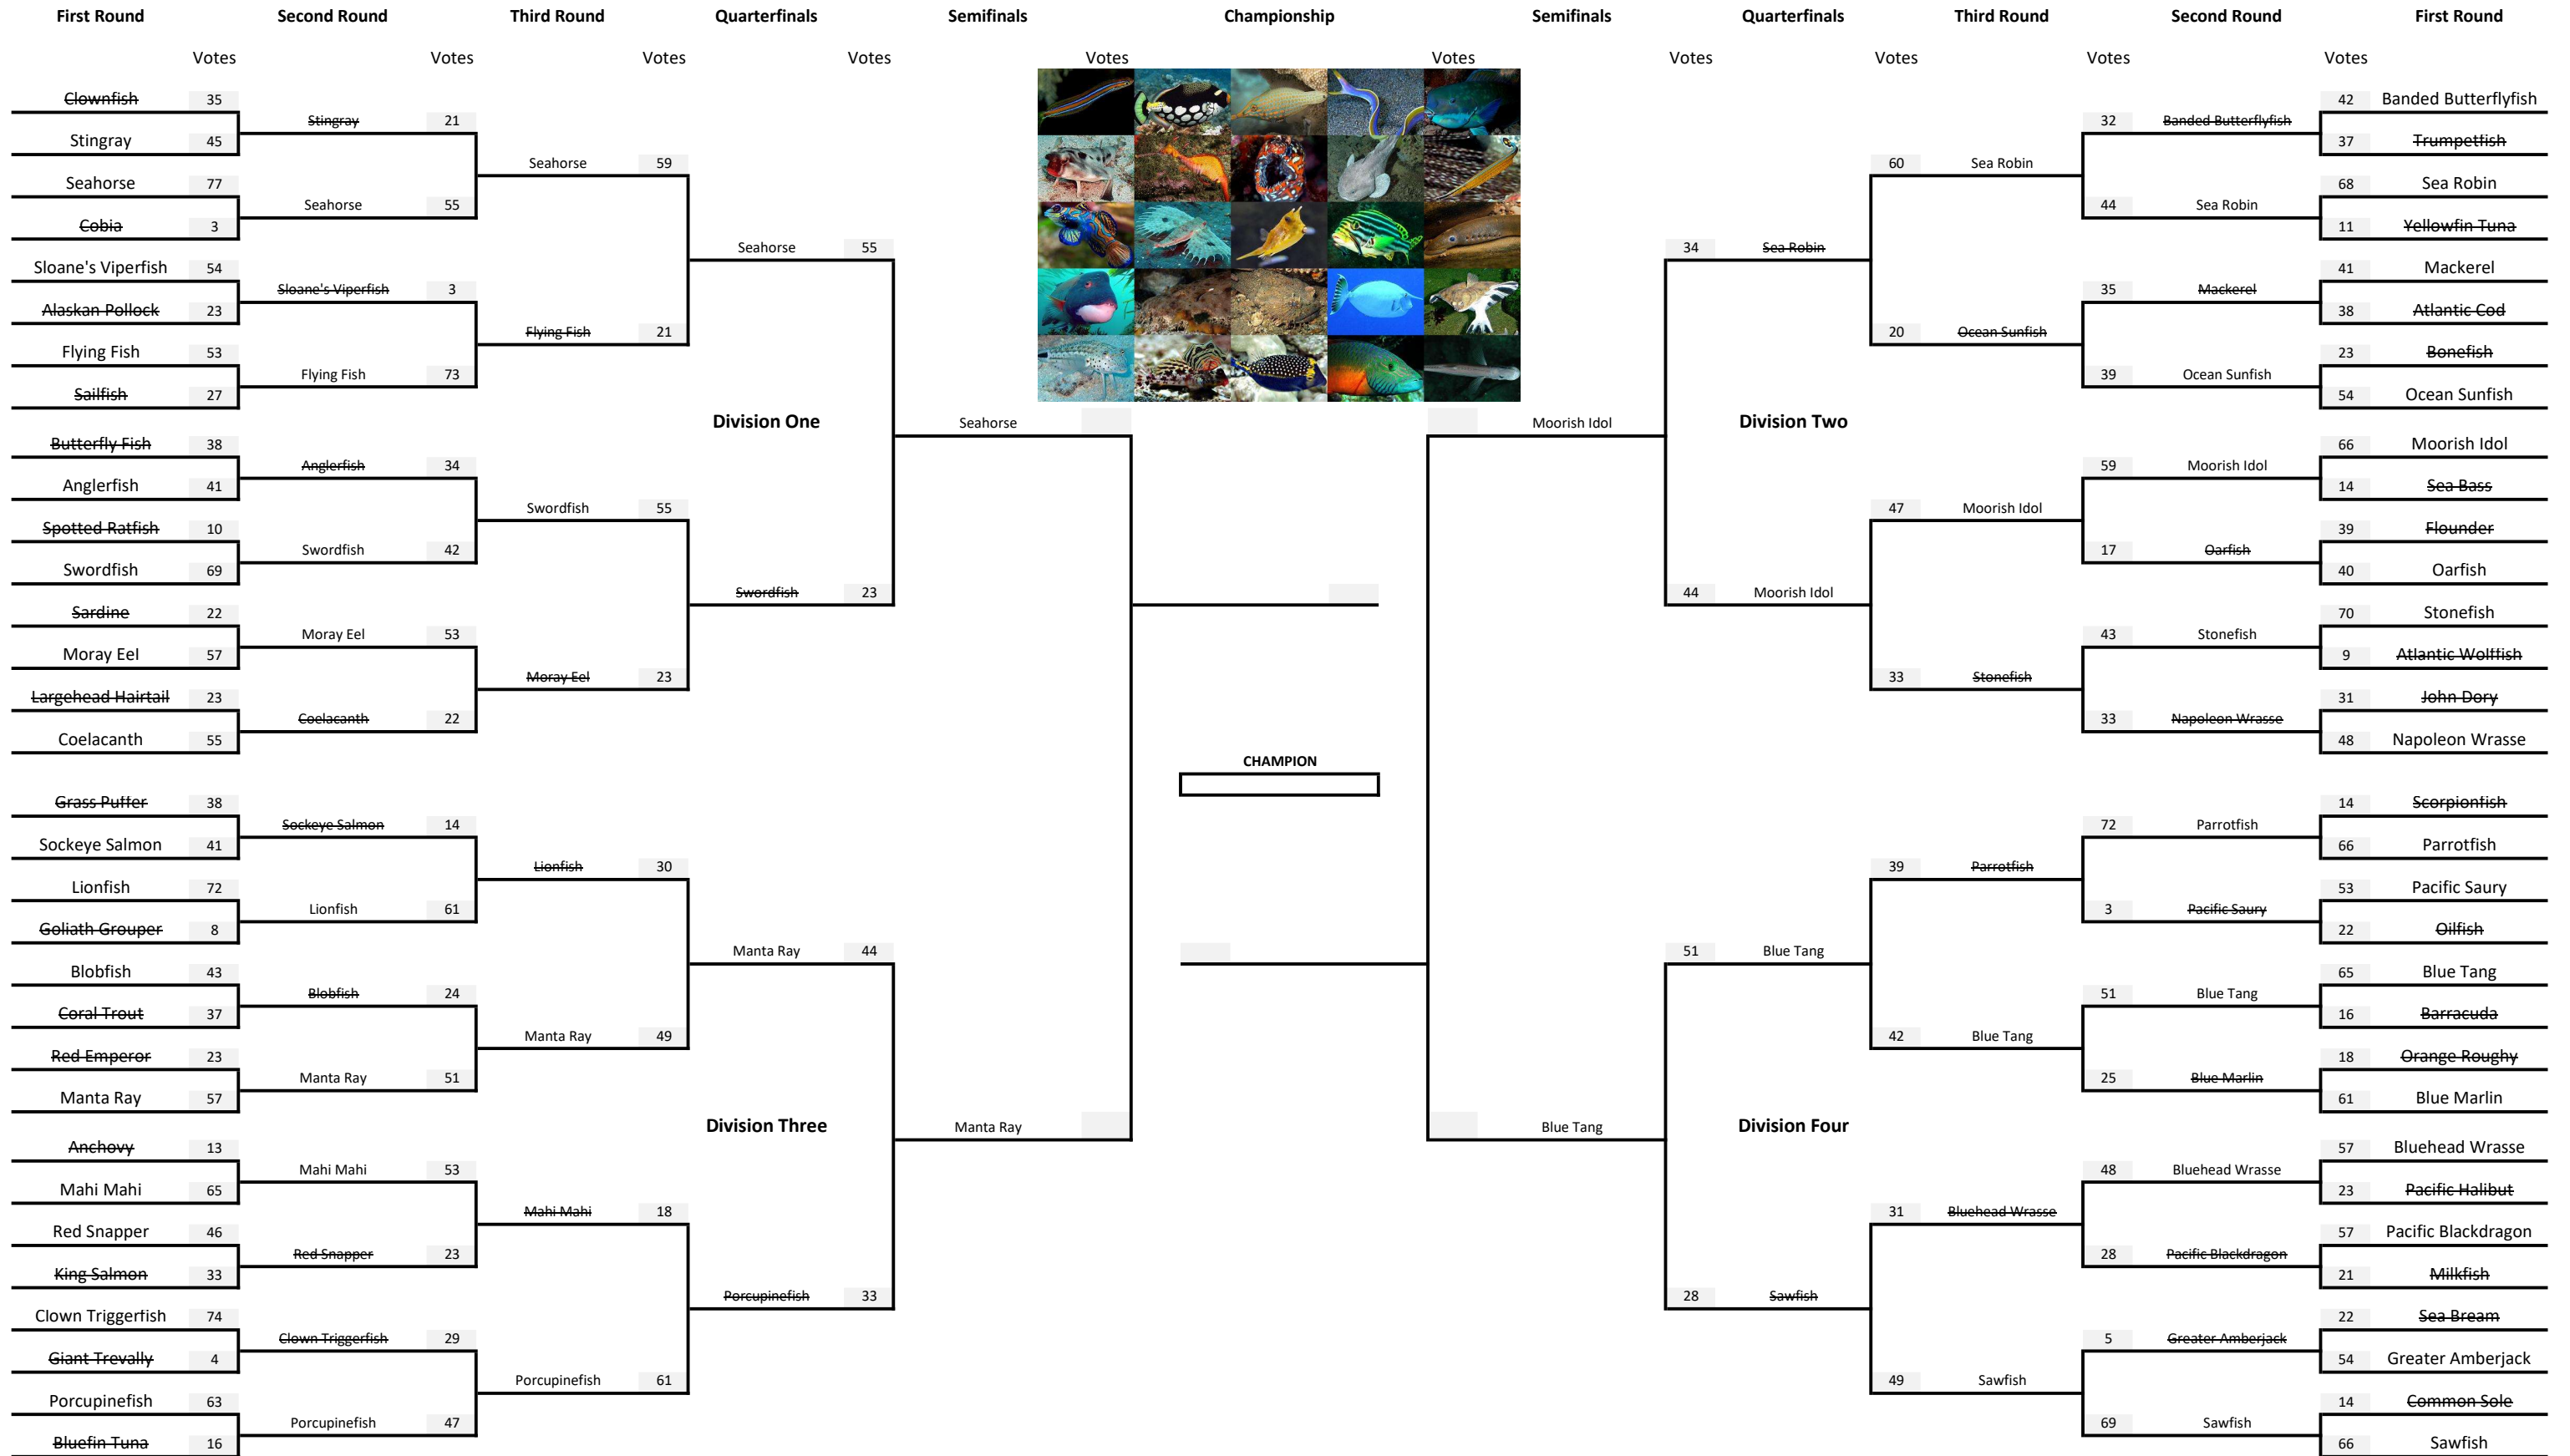 First Round Second Round Third Round Quarterfinals Semifinals Championship Semifinals Quarterfinals Third Round Second Round First Round
Votes Votes Votes Votes Votes Votes Votes Votes Votes Votes
Clownfish 35 42 Banded Butterflyfish
Stingray 21 32 Banded Butterflyfish
Stingray 45 37 Trumpetfish
Seahorse 59 60 Sea Robin
Seahorse 77 68 Sea Robin
Seahorse 55 44 Sea Robin
Cobia 3 11 Yellowfin Tuna
Seahorse 55 34 Sea Robin
Sloane's Viperfish 54 41 Mackerel
Sloane's Viperfish 3 35 Mackerel
Alaskan Pollock 23 38 Atlantic Cod
Flying Fish 21 20 Ocean Sunfish
Flying Fish 53 23 Bonefish
Flying Fish 73 39 Ocean Sunfish
Sailfish 27 54 Ocean Sunfish
Division One Seahorse Moorish Idol Division Two
Butterfly Fish 38 66 Moorish Idol
Anglerfish 34 59 Moorish Idol
Anglerfish 41 14 Sea Bass
Swordfish 55 47 Moorish Idol
Spotted Ratfish 10 39 Flounder
Swordfish 42 17 Oarfish
Swordfish 69 40 Oarfish
Swordfish 23 44 Moorish Idol
Sardine 22 70 Stonefish
Moray Eel 53 43 Stonefish
Moray Eel 57 9 Atlantic Wolffish
Moray Eel 23 33 Stonefish
Largehead Hairtail 23 31 John Dory
Coelacanth 22 33 Napoleon Wrasse
Coelacanth 55 48 Napoleon Wrasse
CHAMPION
Grass Puffer 38 14 Scorpionfish
Sockeye Salmon 14 72 Parrotfish
Sockeye Salmon 41 66 Parrotfish
Lionfish 30 39 Parrotfish
Lionfish 72 53 Pacific Saury
Lionfish 61 3 Pacific Saury
Goliath Grouper 8 22 Oilfish
Manta Ray 44 51 Blue Tang
Blobfish 43 65 Blue Tang
Blobfish 24 51 Blue Tang
Coral Trout 37 16 Barracuda
Manta Ray 49 42 Blue Tang
Red Emperor 23 18 Orange Roughy
Manta Ray 51 25 Blue Marlin
Manta Ray 57 61 Blue Marlin
Division Three Manta Ray Blue Tang Division Four
Anchovy 13 57 Bluehead Wrasse
Mahi Mahi 53 48 Bluehead Wrasse
Mahi Mahi 65 23 Pacific Halibut
Mahi Mahi 18 31 Bluehead Wrasse
Red Snapper 46 57 Pacific Blackdragon
Red Snapper 23 28 Pacific Blackdragon
King Salmon 33 21 Milkfish
Porcupinefish 33 28 Sawfish
Clown Triggerfish 74 22 Sea Bream
Clown Triggerfish 29 5 Greater Amberjack
Giant Trevally 4 54 Greater Amberjack
Porcupinefish 61 49 Sawfish
Porcupinefish 63 14 Common Sole
Porcupinefish 47 69 Sawfish
Bluefin Tuna 16 66 Sawfish